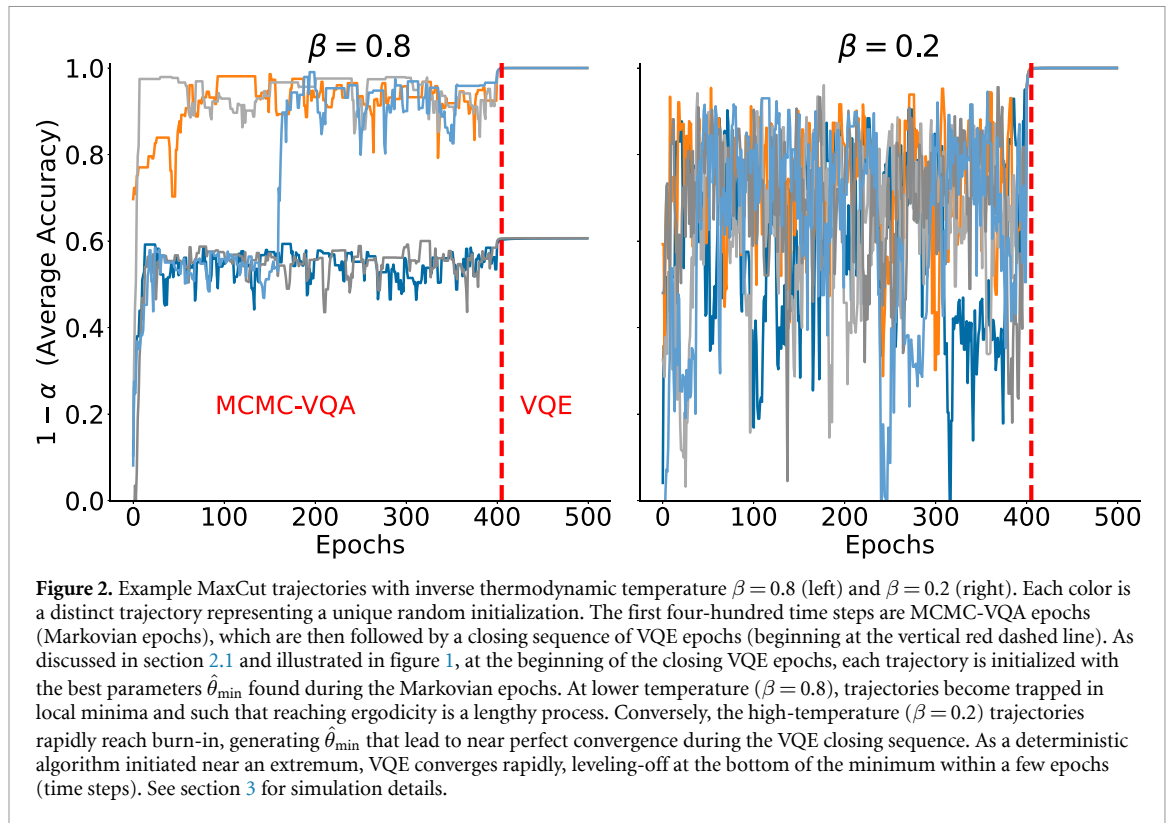 β = 0.8
β = 0.2
1 − α (Average Accuracy)
1.0
0.8
0.6
0.4
0.2
0.0
MCMC-VQA
VQE
0 100 200 300 400 500
0 100 200 300 400 500
Epochs
Epochs
Figure 2. Example MaxCut trajectories with inverse thermodynamic temperature β = 0.8 (left) and β = 0.2 (right). Each color is
a distinct trajectory representing a unique random initialization. The first four-hundred time steps are MCMC-VQA epochs
(Markovian epochs), which are then followed by a closing sequence of VQE epochs (beginning at the vertical red dashed line). As
discussed in section 2.1 and illustrated in figure 1, at the beginning of the closing VQE epochs, each trajectory is initialized with
the best parameters θ̂min found during the Markovian epochs. At lower temperature (β = 0.8), trajectories become trapped in
local minima and such that reaching ergodicity is a lengthy process. Conversely, the high-temperature (β = 0.2) trajectories
rapidly reach burn-in, generating θ̂min that lead to near perfect convergence during the VQE closing sequence. As a deterministic
algorithm initiated near an extremum, VQE converges rapidly, leveling-off at the bottom of the minimum within a few epochs
(time steps). See section 3 for simulation details.